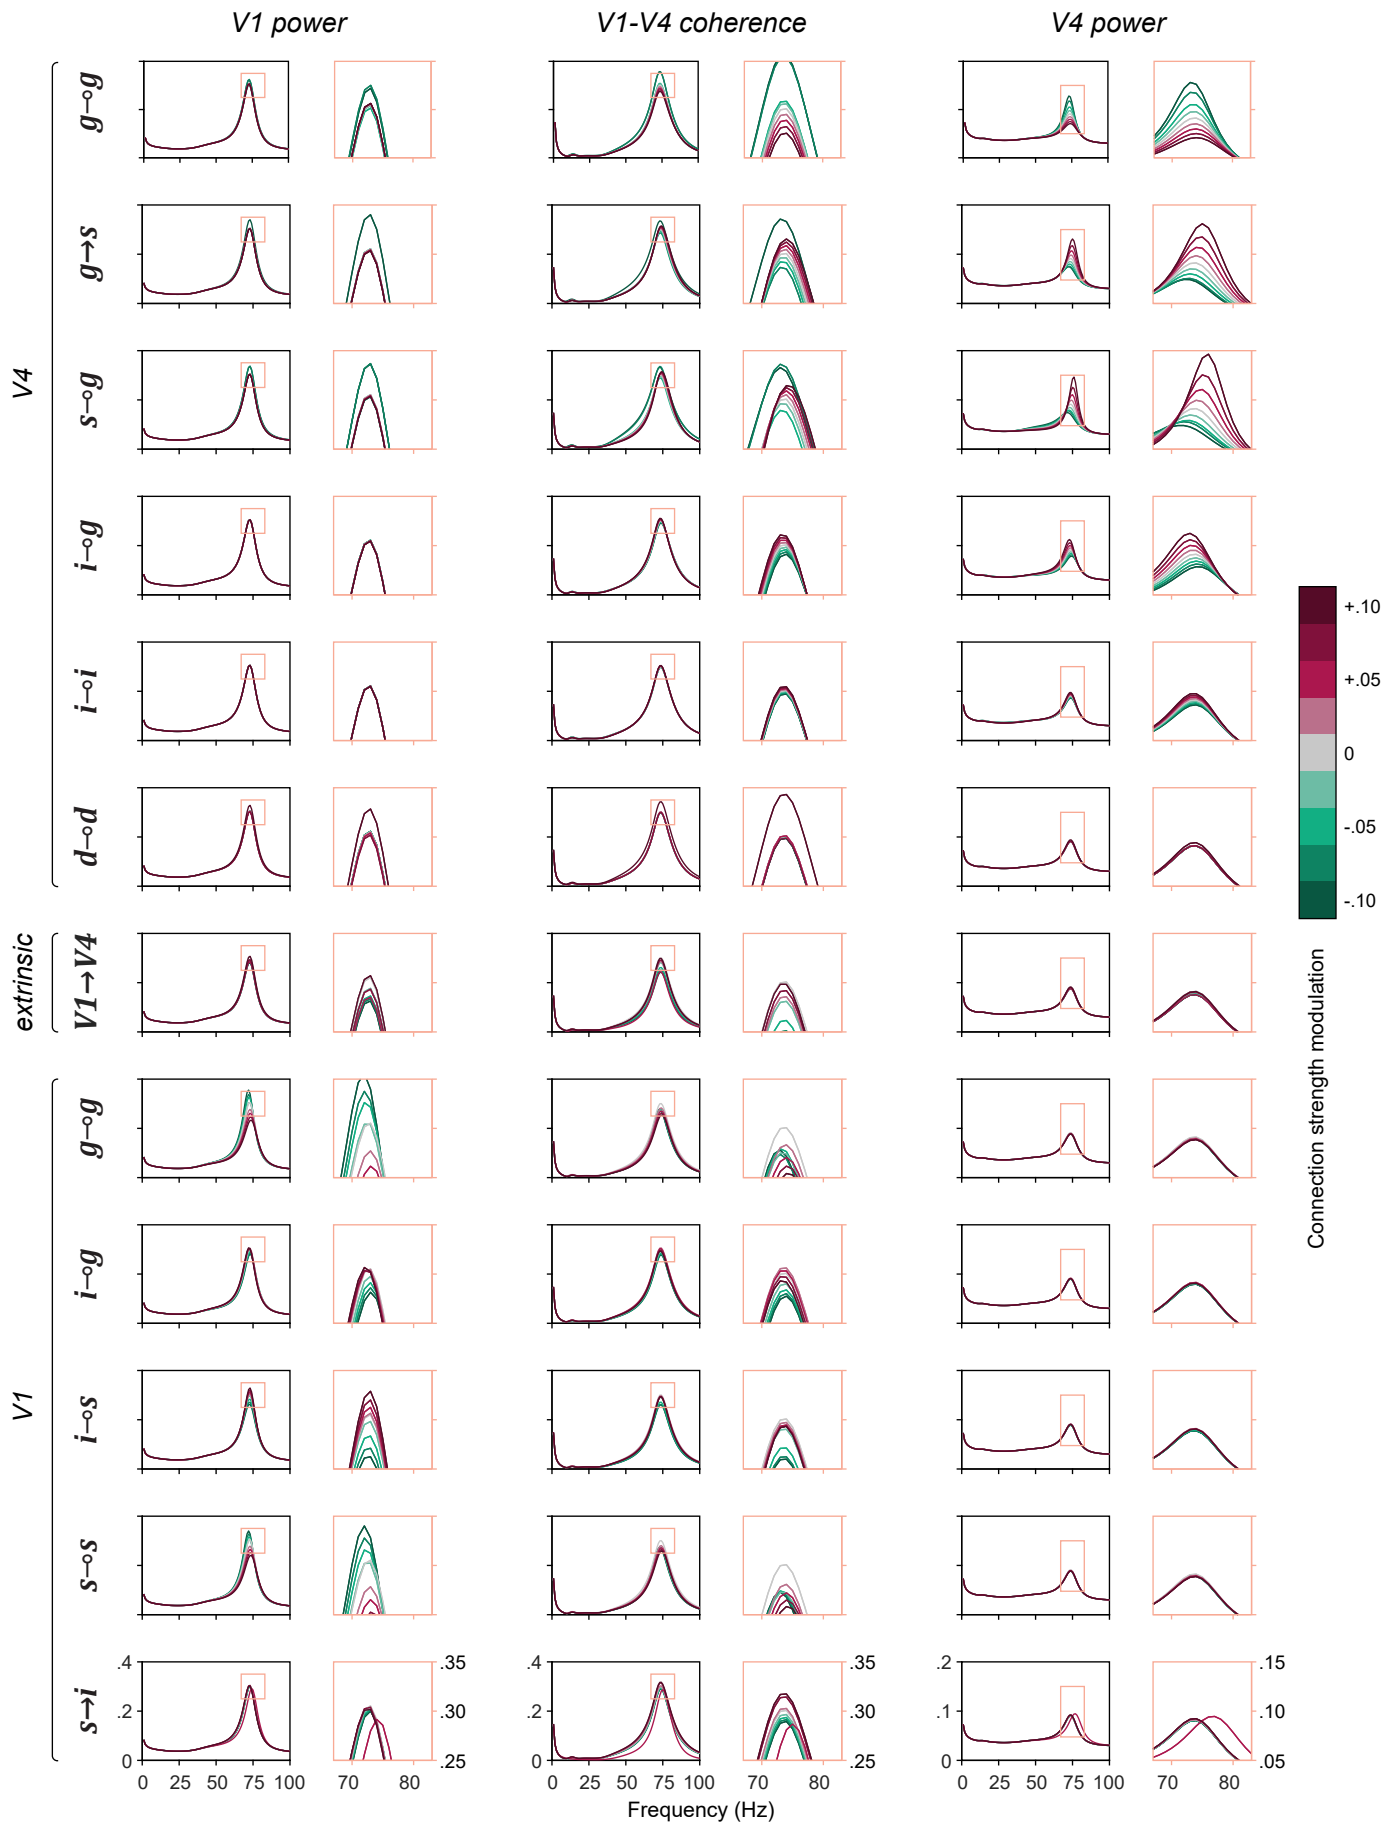 V1 power V1-V4 coherence V4 power
V4
g⊸g
g→s
s⊸g
i⊸g
i⊸i
d⊸d
extrinsic
V1→V4
V1
g⊸g
i⊸g
i⊸s
s⊸s
s→i
.4 .35 .4 .35 .2 .15
.2 .30 .2 .30 .1 .10
0 .25 0 .25 0 .05
0 25 50 75 100 70 80 0 25 50 75 100 70 80 0 25 50 75 100 70 80
Frequency (Hz)
+.10
+.05
0
-.05
-.10
Connection strength modulation